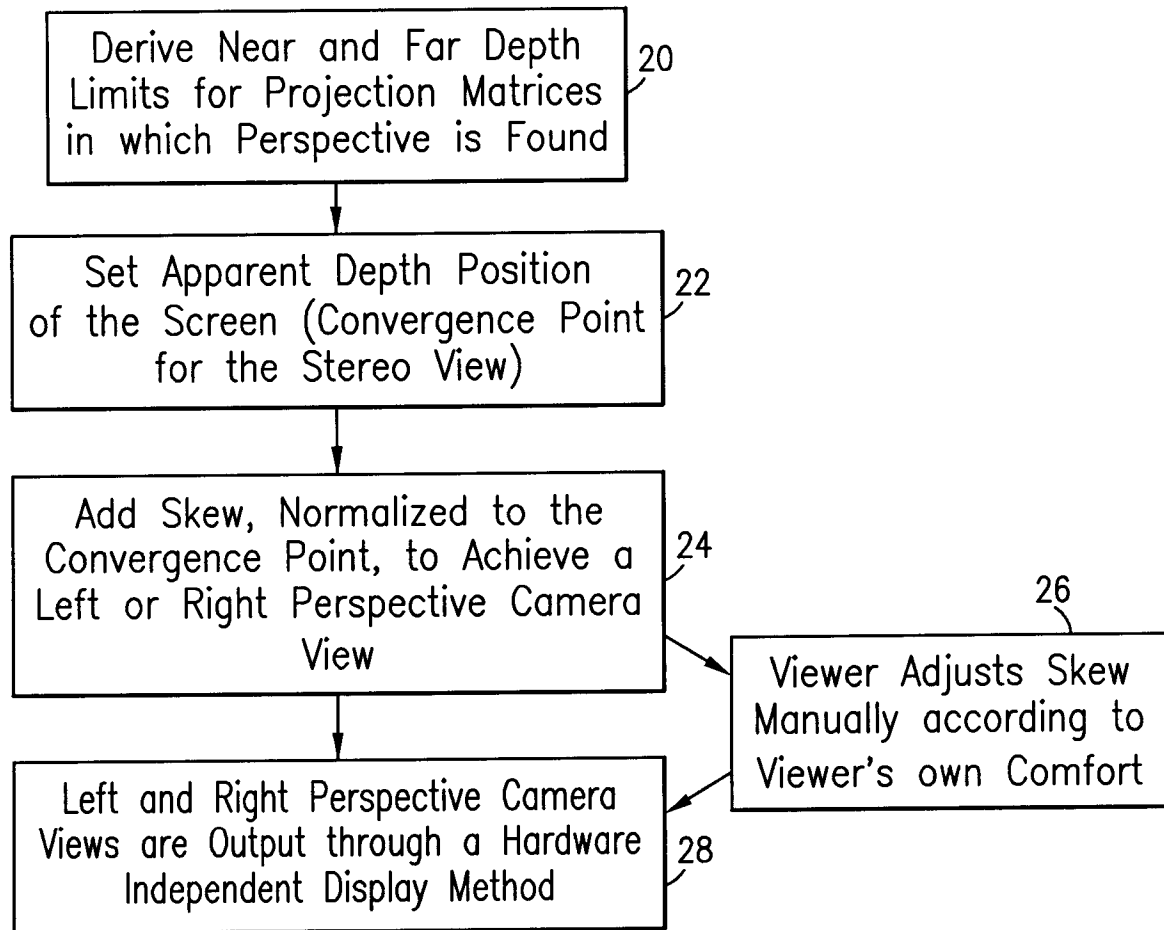 Derive Near and Far Depth
Limits for Projection Matrices
in which Perspective is Found
20
Set Apparent Depth Position
of the Screen (Convergence Point
for the Stereo View)
22
Add Skew, Normalized to the
Convergence Point, to Achieve a
Left or Right Perspective Camera
View
24
26
Viewer Adjusts Skew
Manually according to
Viewer's own Comfort
Left and Right Perspective Camera
Views are Output through a Hardware
Independent Display Method
28